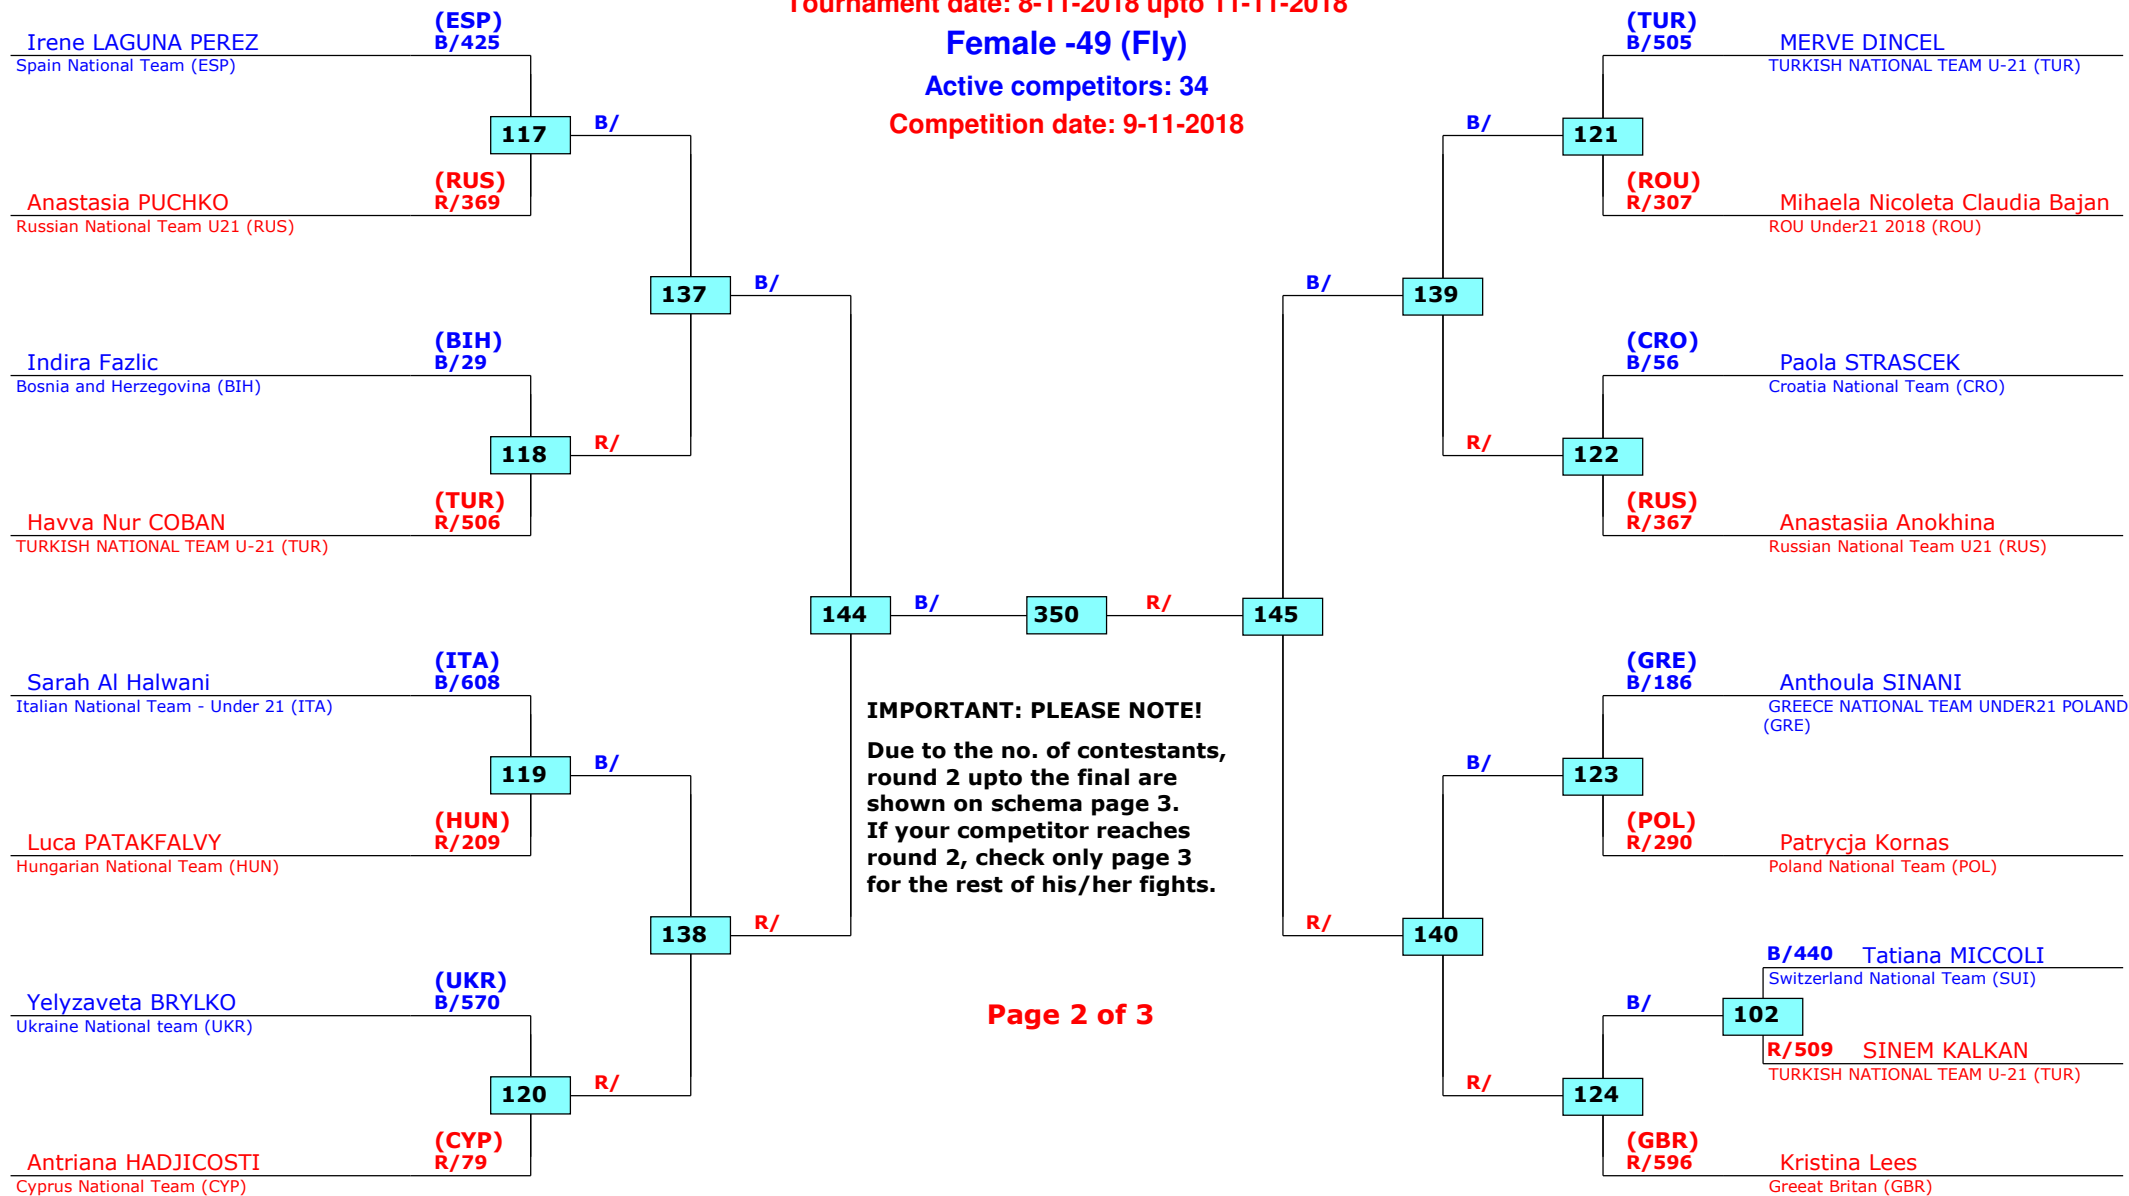 Tournament date: 8-11-2018 upto 11-11-2018
Female -49 (Fly)
Active competitors: 34
Competition date: 9-11-2018
(ESP)
Irene LAGUNA PEREZ B/425
Spain National Team (ESP)
117 B/
(RUS)
Anastasia PUCHKO R/369
Russian National Team U21 (RUS)
137 B/
(BIH)
Indira Fazlic B/29
Bosnia and Herzegovina (BIH)
118 R/
(TUR)
Havva Nur COBAN R/506
TURKISH NATIONAL TEAM U-21 (TUR)
144 B/ 350 R/ 145
(ITA)
Sarah Al Halwani B/608
Italian National Team - Under 21 (ITA)
119 B/
(HUN)
Luca PATAKFALVY R/209
Hungarian National Team (HUN)
138 R/
(UKR)
Yelyzaveta BRYLKO B/570
Ukraine National team (UKR)
120 R/
(CYP)
Antriana HADJICOSTI R/79
Cyprus National Team (CYP)
IMPORTANT: PLEASE NOTE!
Due to the no. of contestants,
round 2 upto the final are
shown on schema page 3.
If your competitor reaches
round 2, check only page 3
for the rest of his/her fights.
Page 2 of 3
(TUR)
B/505 MERVE DINCEL
TURKISH NATIONAL TEAM U-21 (TUR)
B/ 121
(ROU)
R/307 Mihaela Nicoleta Claudia Bajan
ROU Under21 2018 (ROU)
B/ 139
(CRO)
B/56 Paola STRASCEK
Croatia National Team (CRO)
R/ 122
(RUS)
R/367 Anastasiia Anokhina
Russian National Team U21 (RUS)
(GRE)
B/186 Anthoula SINANI
GREECE NATIONAL TEAM UNDER21 POLAND
(GRE)
B/ 123
(POL)
R/290 Patrycja Kornas
Poland National Team (POL)
R/ 140
B/440 Tatiana MICCOLI
Switzerland National Team (SUI)
B/ 102
R/509 SINEM KALKAN
TURKISH NATIONAL TEAM U-21 (TUR)
R/ 124
(GBR)
R/596 Kristina Lees
Greeat Britan (GBR)